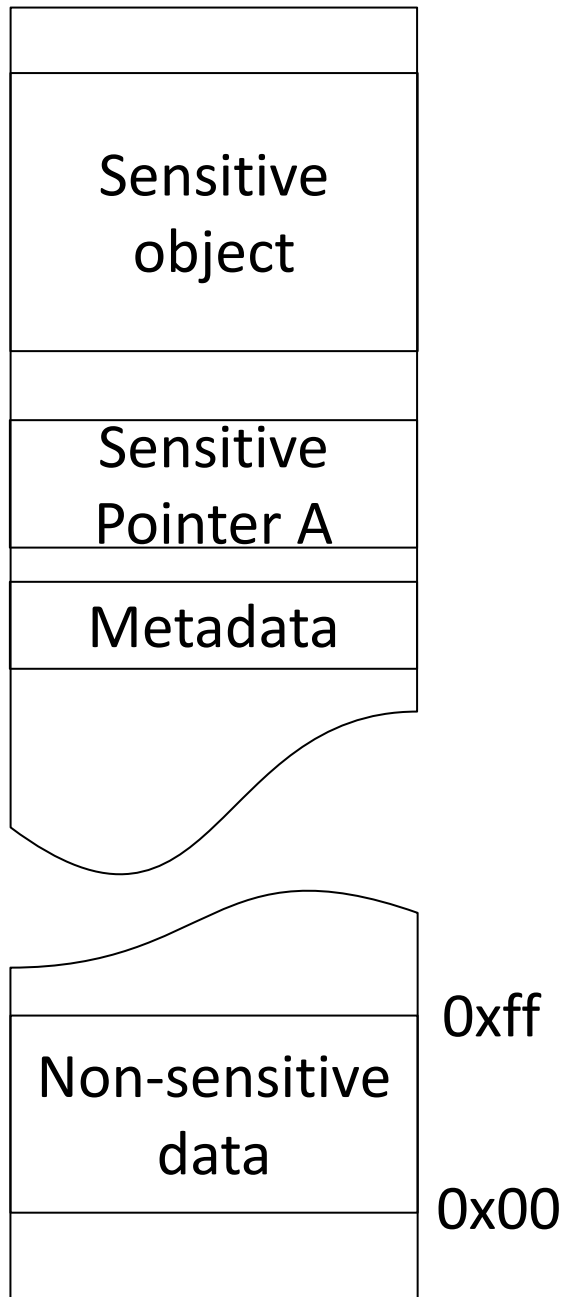 Sensitive
object
Sensitive
Pointer A
Metadata
0xff
Non-sensitive
data
0x00